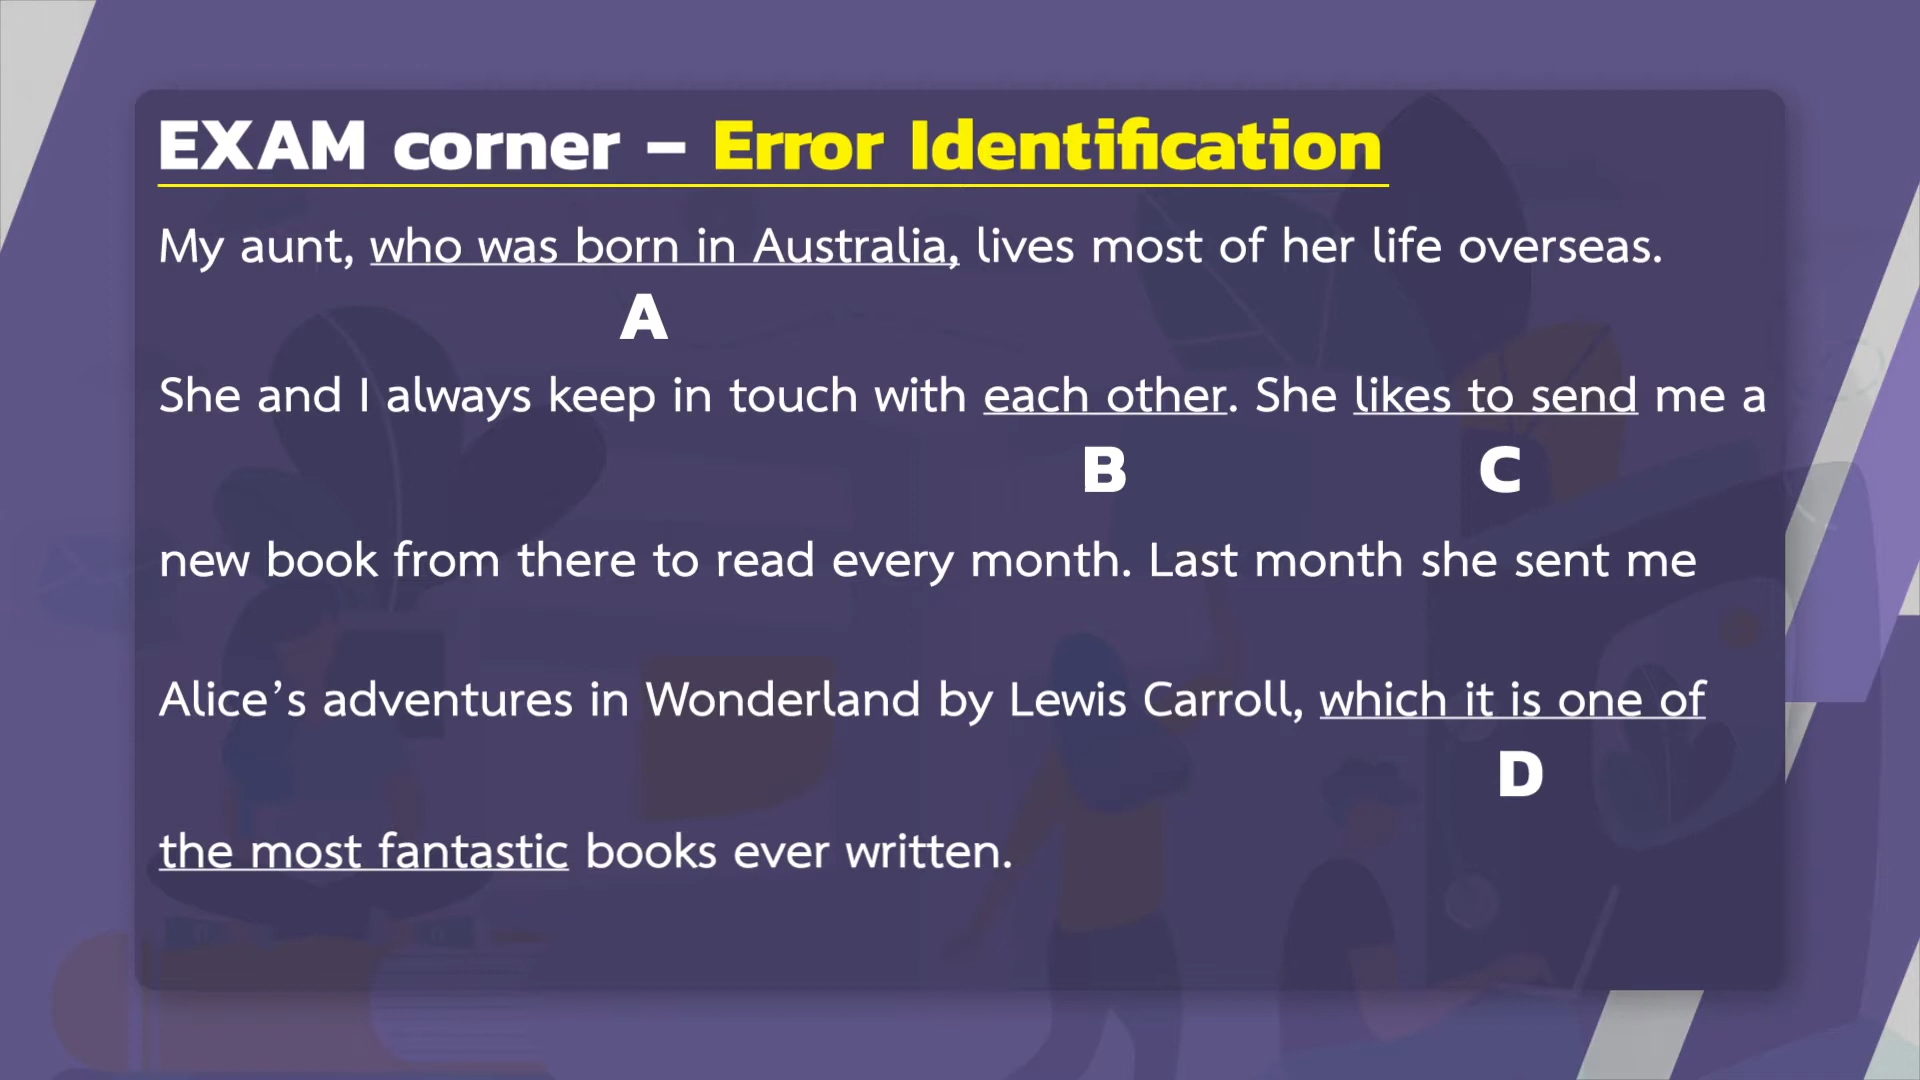 EXAM corner – Error Identification
My aunt, who was born in Australia, lives most of her life overseas.
A
She and I always keep in touch with each other. She likes to send me a
B C
new book from there to read every month. Last month she sent me
Alice’s adventures in Wonderland by Lewis Carroll, which it is one of
D
the most fantastic books ever written.